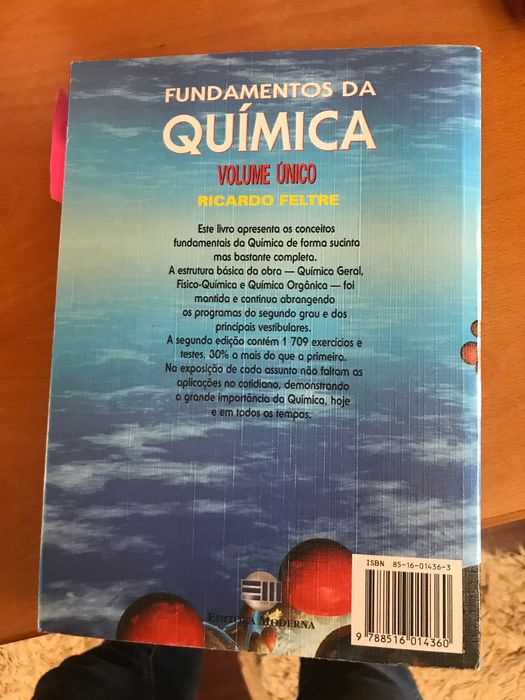 FUNDAMENTOS DA
QUÍMICA
VOLUME ÚNICO
RICARDO FELTRE
Este livro apresenta os conceitos
fundamentais da Química de forma sucinta
mas bastante completa.
A estrutura básica da obra — Química Geral,
Físico-Química e Química Orgânica — foi
mantida e continua abrangendo
os programas do segundo grau e dos
principais vestibulares.
A segunda edição contém 1 709 exercícios e
testes, 30% a mais do que a primeira.
Na exposição de cada assunto não faltam as
aplicações no cotidiano, demonstrando
a grande importância da Química, hoje
e em todos os tempos.
ISBN 85-16-01436-3
EDITORA MODERNA
9 788516 014360